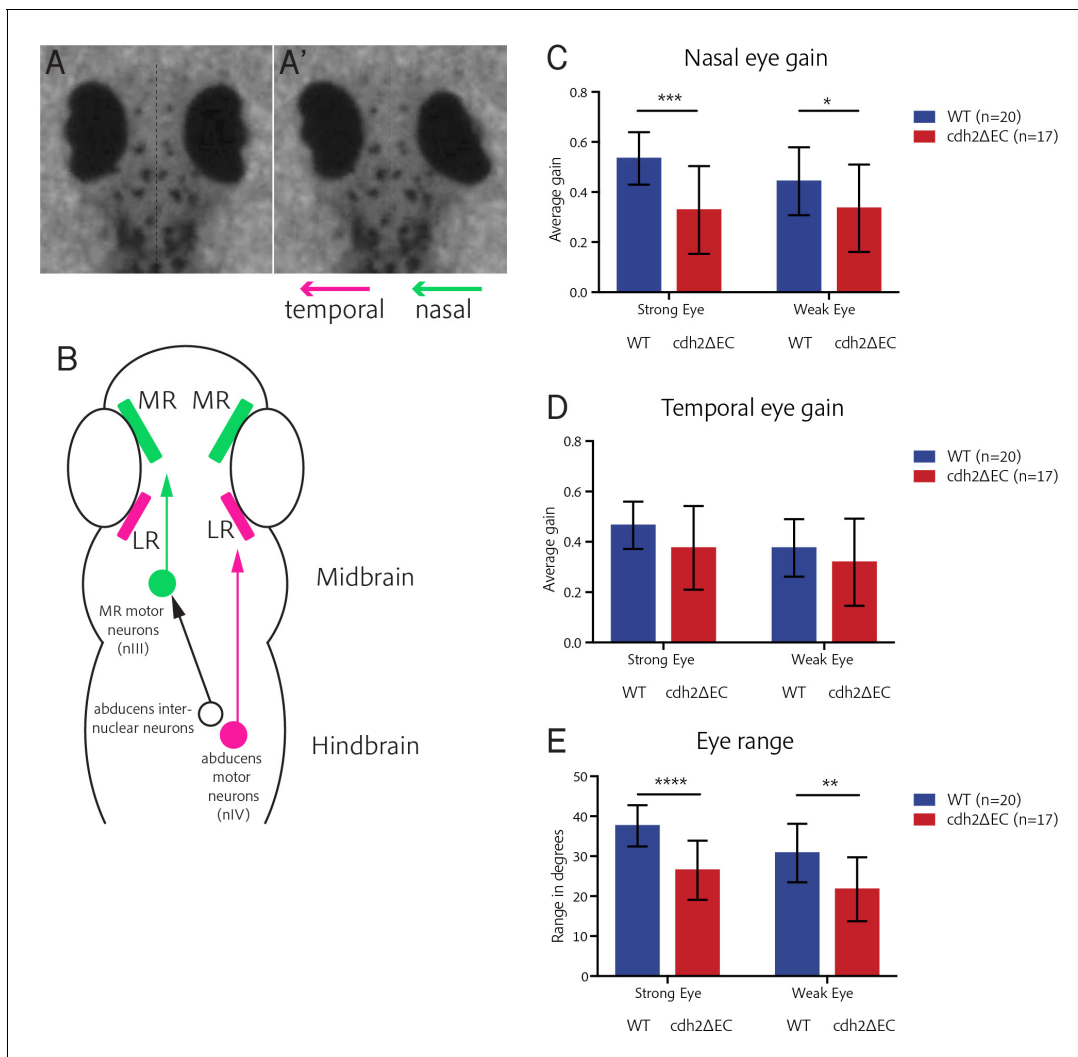 A
A'
temporal
nasal
B
MR
MR
LR
LR
MR motor
neurons
(nIII)
abducens inter-
nuclear neurons
abducens
motor
neurons
(nIV)
Midbrain
Hindbrain
C
Nasal eye gain
Average gain
0.8
0.6
0.4
0.2
0.0
***
*
WT (n=20)
cdh2ΔEC (n=17)
Strong Eye
Weak Eye
WT
cdh2ΔEC
WT
cdh2ΔEC
D
Temporal eye gain
Average gain
0.8
0.6
0.4
0.2
0.0
WT (n=20)
cdh2ΔEC (n=17)
Strong Eye
Weak Eye
WT
cdh2ΔEC
WT
cdh2ΔEC
E
Eye range
Range in degrees
50
40
30
20
10
0
****
**
WT (n=20)
cdh2ΔEC (n=17)
Strong Eye
Weak Eye
WT
cdh2ΔEC
WT
cdh2ΔEC